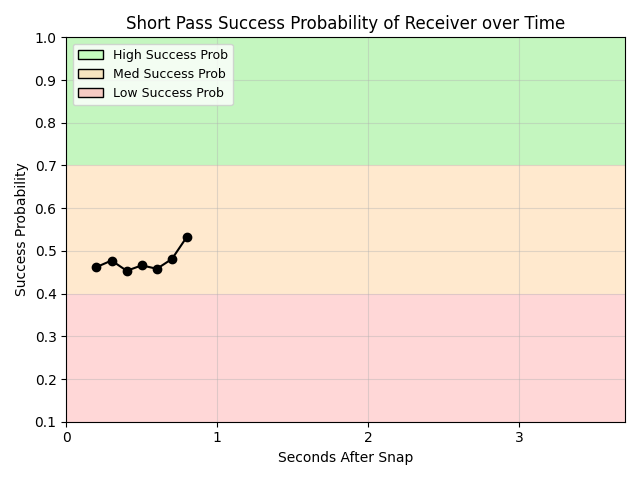 Short Pass Success Probability of Receiver over Time
1.0
0.9
0.8
0.7
0.6
0.5
0.4
0.3
0.2
0.1
High Success Prob
Med Success Prob
Low Success Prob
Success Probability
0 1 2 3
Seconds After Snap